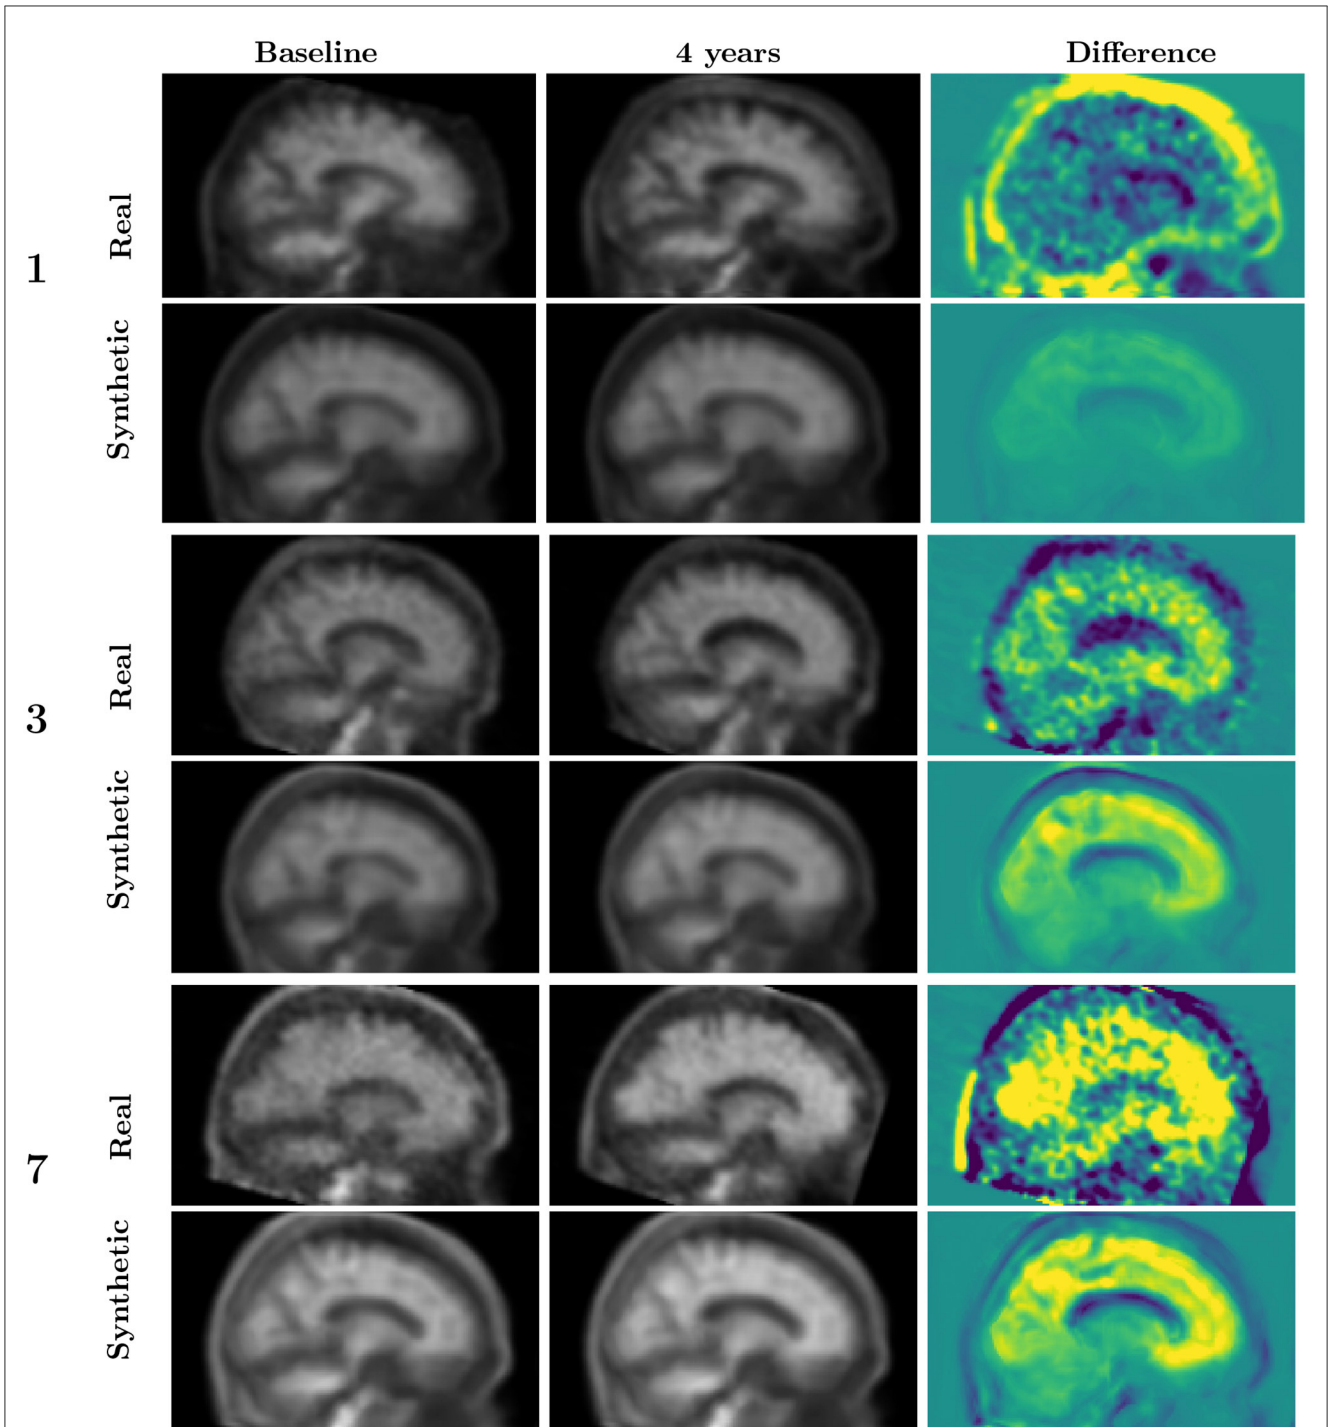 Baseline 4 years Difference
1
Real
Synthetic
3
Real
Synthetic
7
Real
Synthetic